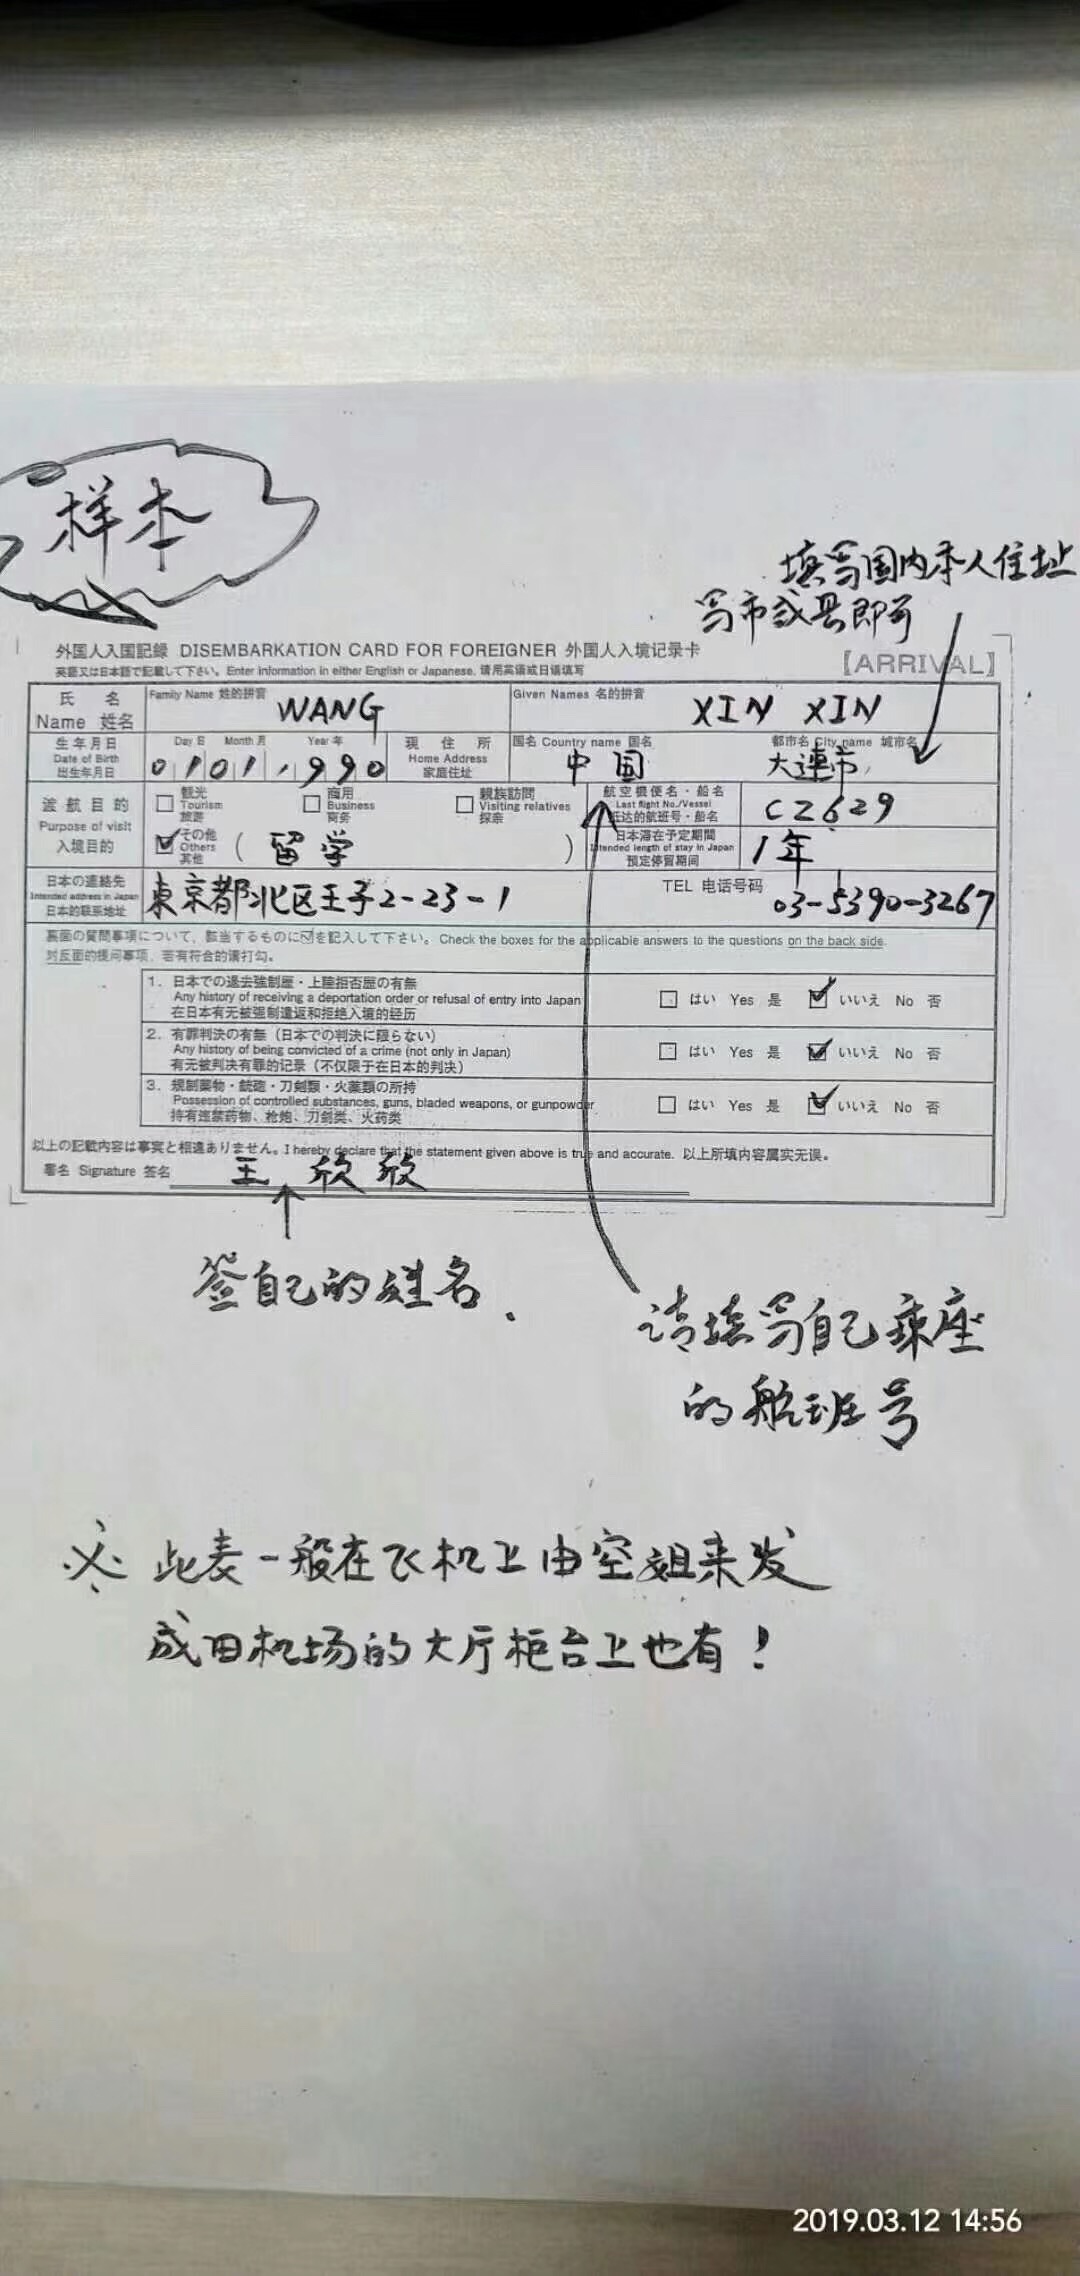 样本
填写国内本人住址
写市或县即可
外国人入国記録 DISEMBARKATION CARD FOR FOREIGNER 外国人入境记录卡
英語又は日本語で記載して下さい。Enter information in either English or Japanese. 请用英语或日语填写
【ARRIVAL】
氏 名
Name 姓名
Family Name 姓的拼音
WANG
Given Names 名的拼音
XIN XIN
生年月日
Date of Birth
出生年月日
Day 日 Month 月 Year 年
01 01 1990
現住所
Home Address
家庭住址
国名 Country name 国名
中国
都市名 City name 城市名
大連市
渡航目的
Purpose of visit
入境目的
観光
Tourism
旅游
商用
Business
商务
親族訪問
Visiting relatives
探亲
その他
Others
其他
( 留学 )
航空機便名・船名
Last flight No./Vessel
抵达的航班号・船名
CZ629
日本滞在予定期間
Intended length of stay in Japan
预定停留期间
1年
日本の連絡先
Intended address in Japan
日本的联系地址
東京都北区王子2-23-1
TEL 电话号码
03-5390-3267
裏面の質問事項について、該当するものに☑を記入して下さい。Check the boxes for the applicable answers to the questions on the back side.
对反面的提问事项，若有符合的请打勾。
1. 日本での退去強制歴・上陸拒否歴の有無
Any history of receiving a deportation order or refusal of entry into Japan
在日本有无被强制遣返和拒绝入境的经历
はい Yes 是 いいえ No 否
2. 有罪判決の有無（日本での判決に限らない）
Any history of being convicted of a crime (not only in Japan)
有无被判决有罪的记录（不仅限于在日本的判决）
はい Yes 是 いいえ No 否
3. 規制薬物・銃砲・刀剣類・火薬類の所持
Possession of controlled substances, guns, bladed weapons, or gunpowder
持有违禁药物、枪炮、刀剑类、火药类
はい Yes 是 いいえ No 否
以上の記載内容は事実と相違ありません。I hereby declare that the statement given above is true and accurate. 以上所填内容属实无误。
署名 Signature 签名
王 欣欣
签自己的姓名.
请填写自己乘座
的航班号
※ 此表一般在飞机上由空姐来发
成田机场的大厅柜台上也有！
2019.03.12 14:56